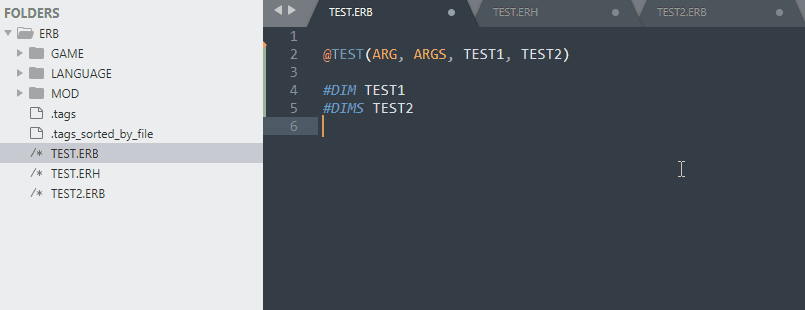 FOLDERS
ERB
GAME
LANGUAGE
MOD
.tags
.tags_sorted_by_file
/* TEST.ERB
/* TEST.ERH
/* TEST2.ERB
TEST.ERB TEST.ERH TEST2.ERB
1
2 @TEST(ARG, ARGS, TEST1, TEST2)
3
4 #DIM TEST1
5 #DIMS TEST2
6